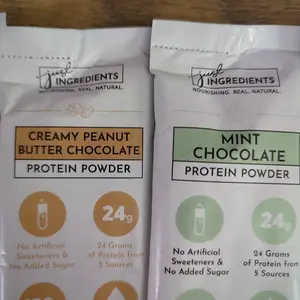 just
INGREDIENTS
NOURISHING. REAL. NATURAL.
CREAMY PEANUT
BUTTER CHOCOLATE
PROTEIN POWDER
No Artificial
Sweeteners &
No Added Sugar
24g
24 Grams
of Protein from
5 Sources
just
INGREDIENTS
NOURISHING. REAL. NATURAL.
MINT
CHOCOLATE
PROTEIN POWDER
No Artificial
Sweeteners &
No Added Sugar
24g
24 Grams
of Protein from
5 Sources